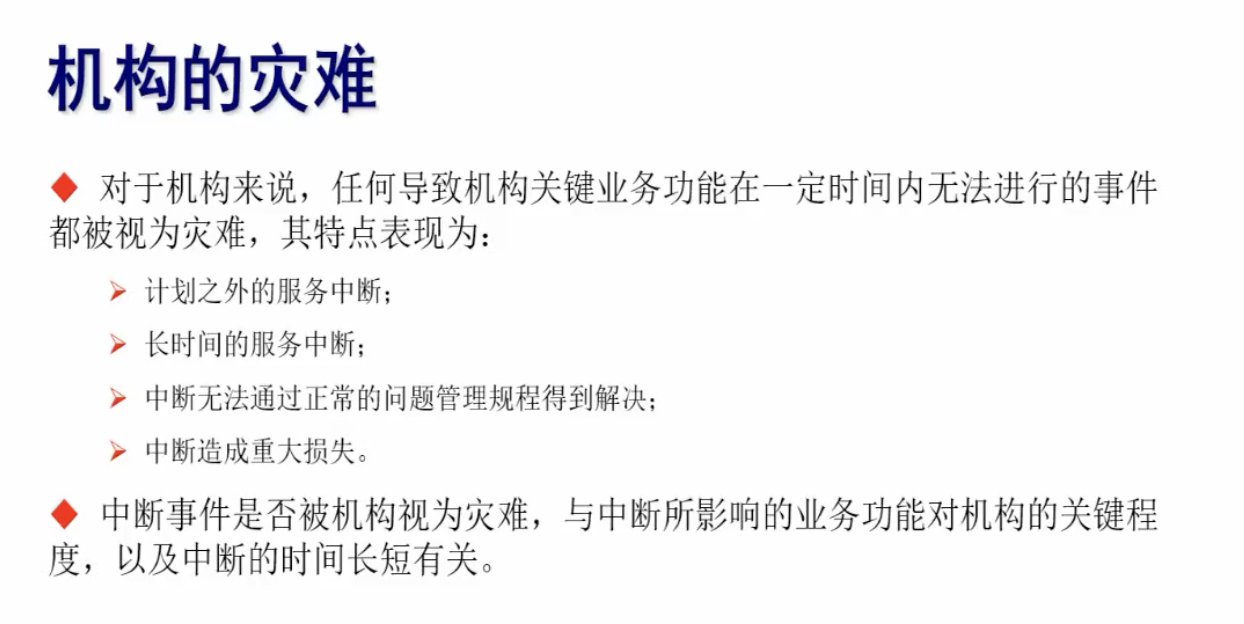 机构的灾难
对于机构来说，任何导致机构关键业务功能在一定时间内无法进行的事件
都被视为灾难，其特点表现为：
计划之外的服务中断；
长时间的服务中断；
中断无法通过正常的问题管理规程得到解决；
中断造成重大损失。
中断事件是否被机构视为灾难，与中断所影响的业务功能对机构的关键程
度，以及中断的时间长短有关。